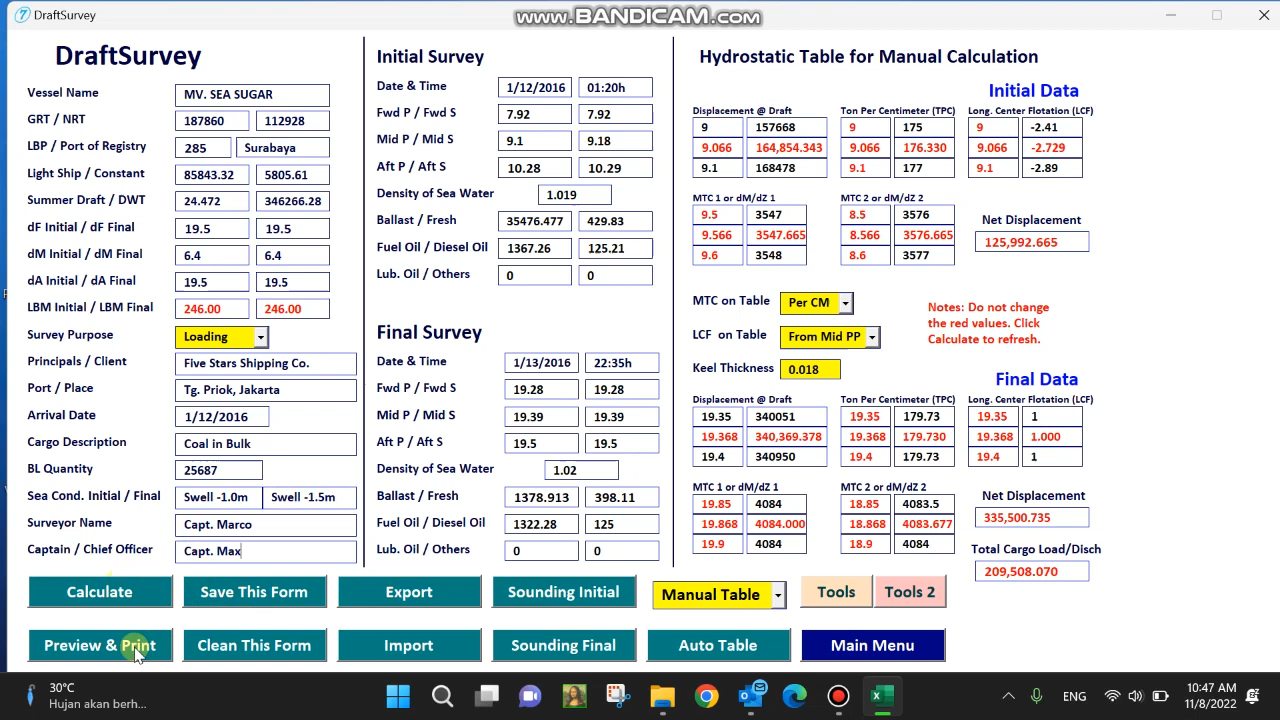 DraftSurvey
www.BANDICAM.com
DraftSurvey
Vessel Name MV. SEA SUGAR
GRT / NRT 187860 112928
LBP / Port of Registry 285 Surabaya
Light Ship / Constant 85843.32 5805.61
Summer Draft / DWT 24.472 346266.28
dF Initial / dF Final 19.5 19.5
dM Initial / dM Final 6.4 6.4
dA Initial / dA Final 19.5 19.5
LBM Initial / LBM Final 246.00 246.00
Survey Purpose Loading
Principals / Client Five Stars Shipping Co.
Port / Place Tg. Priok, Jakarta
Arrival Date 1/12/2016
Cargo Description Coal in Bulk
BL Quantity 25687
Sea Cond. Initial / Final Swell -1.0m Swell -1.5m
Surveyor Name Capt. Marco
Captain / Chief Officer Capt. Max
Initial Survey
Date & Time 1/12/2016 01:20h
Fwd P / Fwd S 7.92 7.92
Mid P / Mid S 9.1 9.18
Aft P / Aft S 10.28 10.29
Density of Sea Water 1.019
Ballast / Fresh 35476.477 429.83
Fuel Oil / Diesel Oil 1367.26 125.21
Lub. Oil / Others 0 0
Final Survey
Date & Time 1/13/2016 22:35h
Fwd P / Fwd S 19.28 19.28
Mid P / Mid S 19.39 19.39
Aft P / Aft S 19.5 19.5
Density of Sea Water 1.02
Ballast / Fresh 1378.913 398.11
Fuel Oil / Diesel Oil 1322.28 125
Lub. Oil / Others 0 0
Hydrostatic Table for Manual Calculation
Initial Data
Displacement @ Draft Ton Per Centimeter (TPC) Long. Center Flotation (LCF)
9 157668 9 175 9 -2.41
9.066 164,854.343 9.066 176.330 9.066 -2.729
9.1 168478 9.1 177 9.1 -2.89
MTC 1 or dM/dZ 1 MTC 2 or dM/dZ 2
9.5 3547 8.5 3576 Net Displacement
9.566 3547.665 8.566 3576.665 125,992.665
9.6 3548 8.6 3577
MTC on Table Per CM
LCF on Table From Mid PP
Keel Thickness 0.018
Notes: Do not change
the red values. Click
Calculate to refresh.
Final Data
Displacement @ Draft Ton Per Centimeter (TPC) Long. Center Flotation (LCF)
19.35 340051 19.35 179.73 19.35 1
19.368 340,369.378 19.368 179.730 19.368 1.000
19.4 340950 19.4 179.73 19.4 1
MTC 1 or dM/dZ 1 MTC 2 or dM/dZ 2 Net Displacement
19.85 4084 18.85 4083.5 335,500.735
19.868 4084.000 18.868 4083.677
19.9 4084 18.9 4084 Total Cargo Load/Disch
209,508.070
Calculate Save This Form Export Sounding Initial Manual Table Tools Tools 2
Preview & Print Clean This Form Import Sounding Final Auto Table Main Menu
30°C
Hujan akan berh...
ENG
10:47 AM
11/8/2022